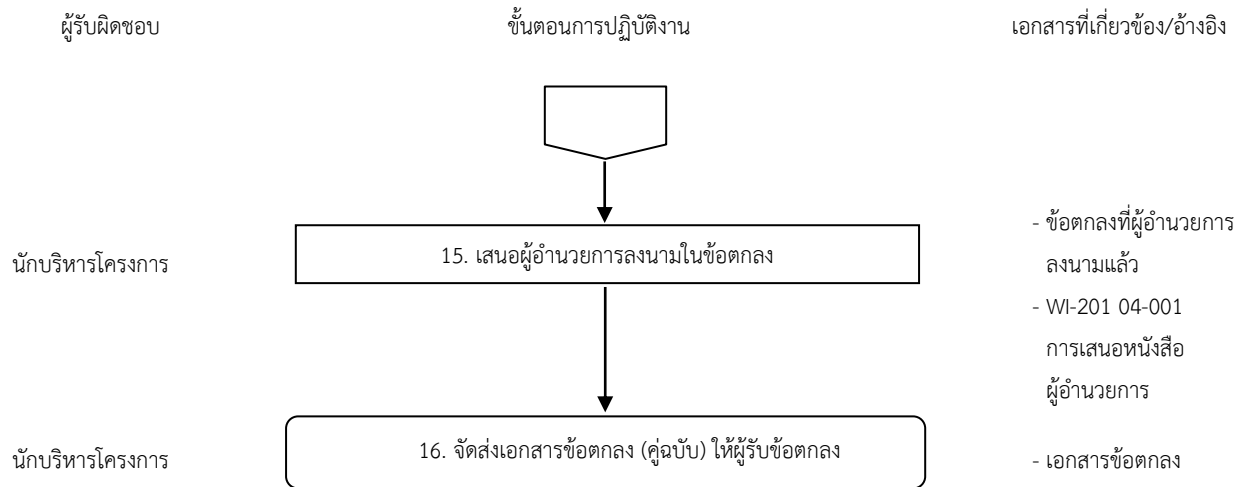 ผู้รับผิดชอบ
ขั้นตอนการปฏิบัติงาน
เอกสารที่เกี่ยวข้อง/อ้างอิง
นักบริหารโครงการ
15. เสนอผู้อำนวยการลงนามในข้อตกลง
- ข้อตกลงที่ผู้อำนวยการ
ลงนามแล้ว
- WI-201 04-001
การเสนอหนังสือ
ผู้อำนวยการ
นักบริหารโครงการ
16. จัดส่งเอกสารข้อตกลง (คู่ฉบับ) ให้ผู้รับข้อตกลง
- เอกสารข้อตกลง